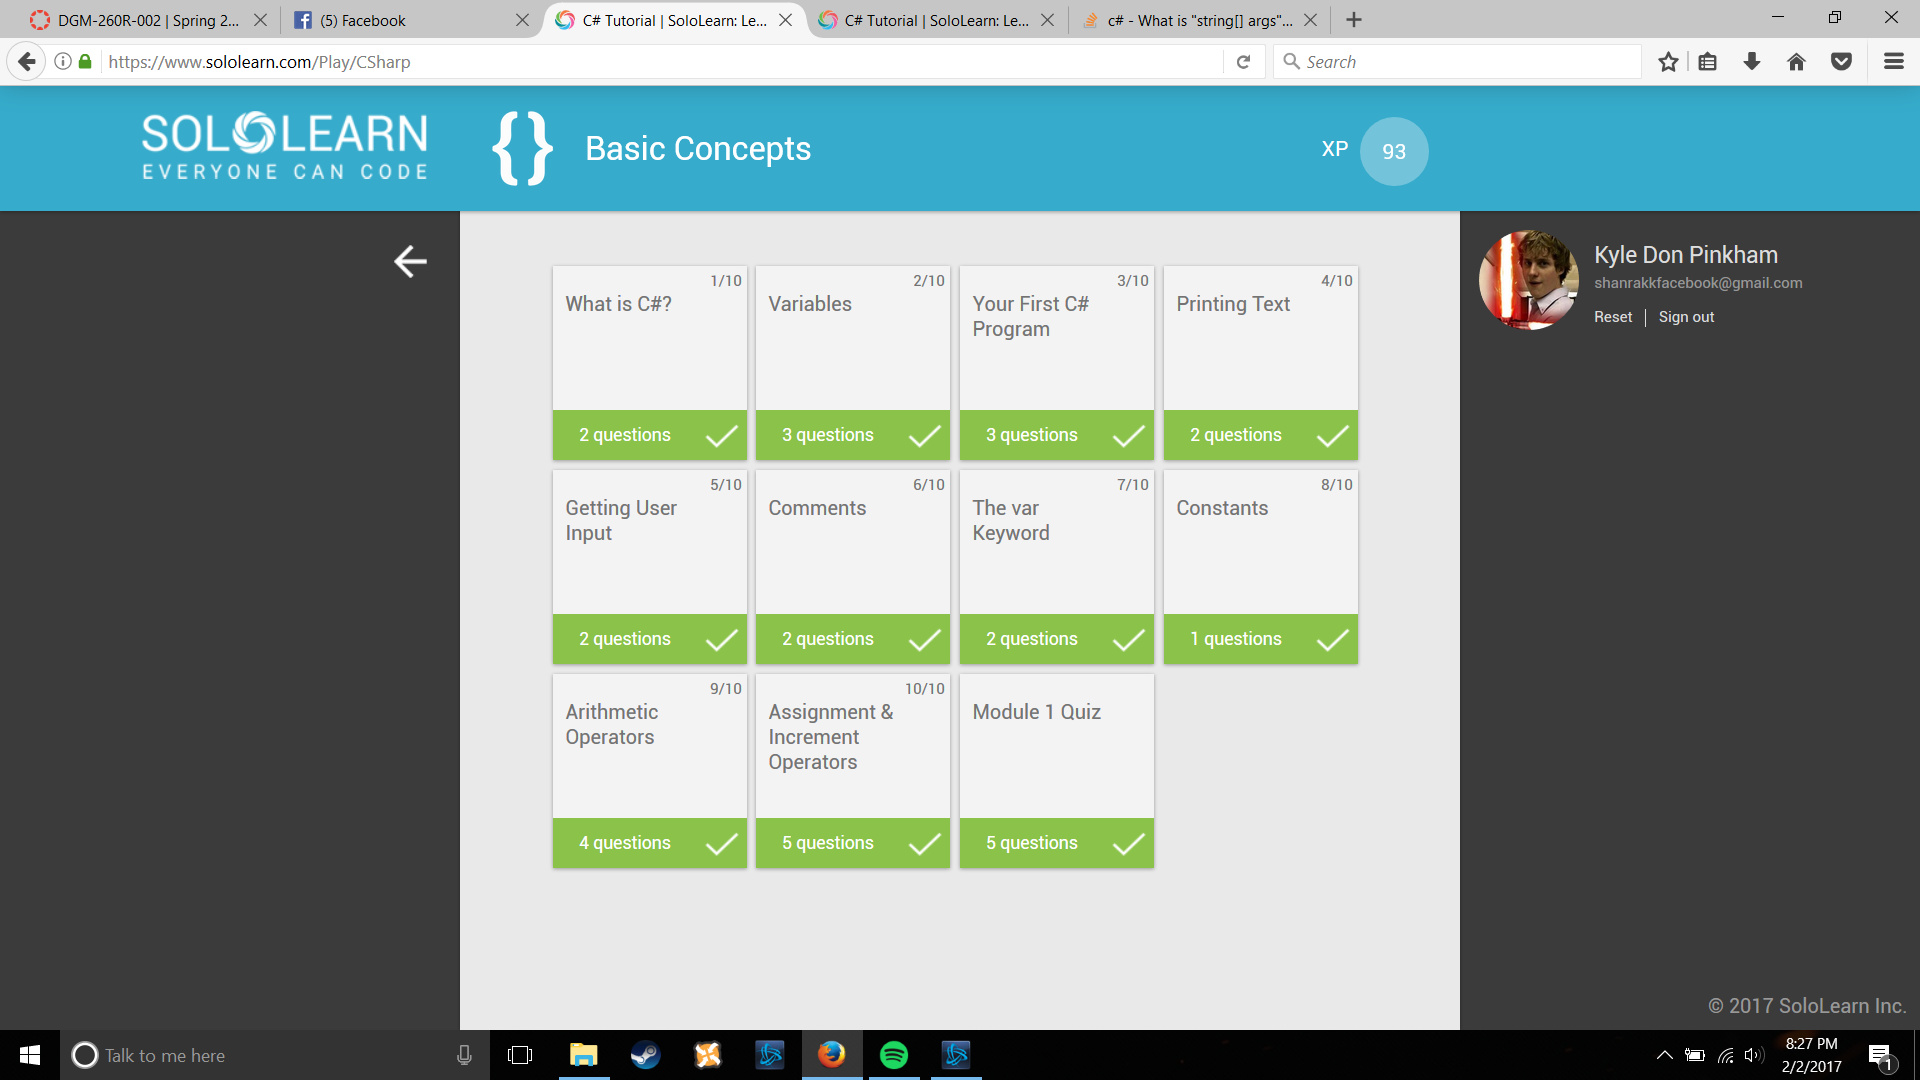 DGM-260R-002 | Spring 2...
(5) Facebook
C# Tutorial | SoloLearn: Le...
C# Tutorial | SoloLearn: Le...
c# - What is "string[] args"...
https://www.sololearn.com/Play/CSharp
Search
SOLOLEARN
EVERYONE CAN CODE
{} Basic Concepts
XP 93
Kyle Don Pinkham
shanrakkfacebook@gmail.com
Reset | Sign out
1/10
What is C#?
2 questions
2/10
Variables
3 questions
3/10
Your First C#
Program
3 questions
4/10
Printing Text
2 questions
5/10
Getting User
Input
2 questions
6/10
Comments
2 questions
7/10
The var
Keyword
2 questions
8/10
Constants
1 questions
9/10
Arithmetic
Operators
4 questions
10/10
Assignment &
Increment
Operators
5 questions
Module 1 Quiz
5 questions
© 2017 SoloLearn Inc.
Talk to me here
8:27 PM
2/2/2017
1